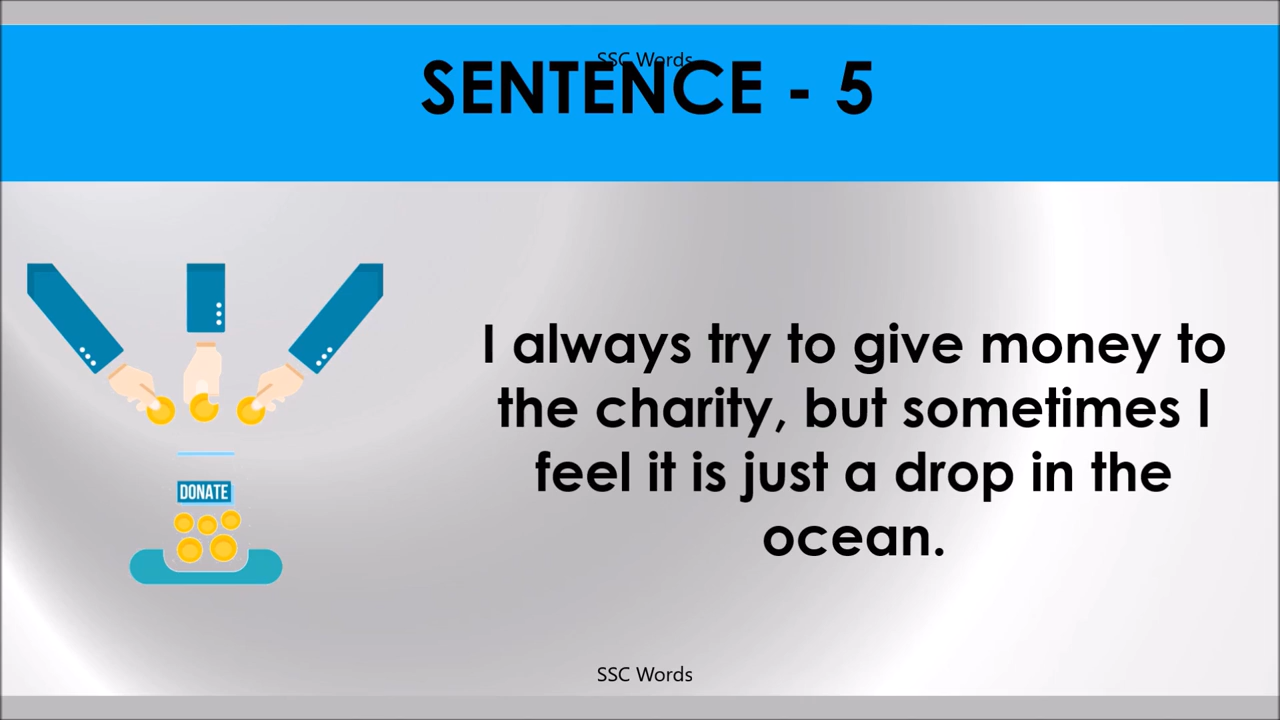 SSC Words
SENTENCE - 5
I always try to give money to
the charity, but sometimes I
feel it is just a drop in the
ocean.
DONATE
SSC Words